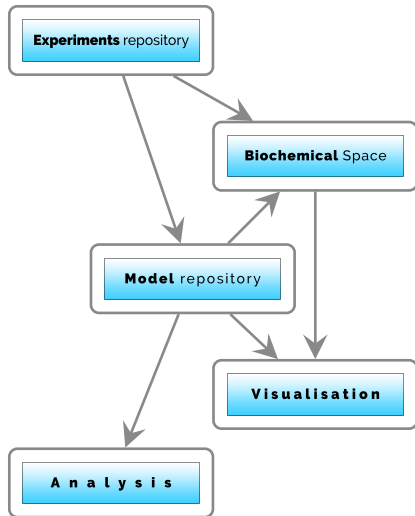 Experiments repository
Biochemical Space
Model repository
Visualisation
Analysis